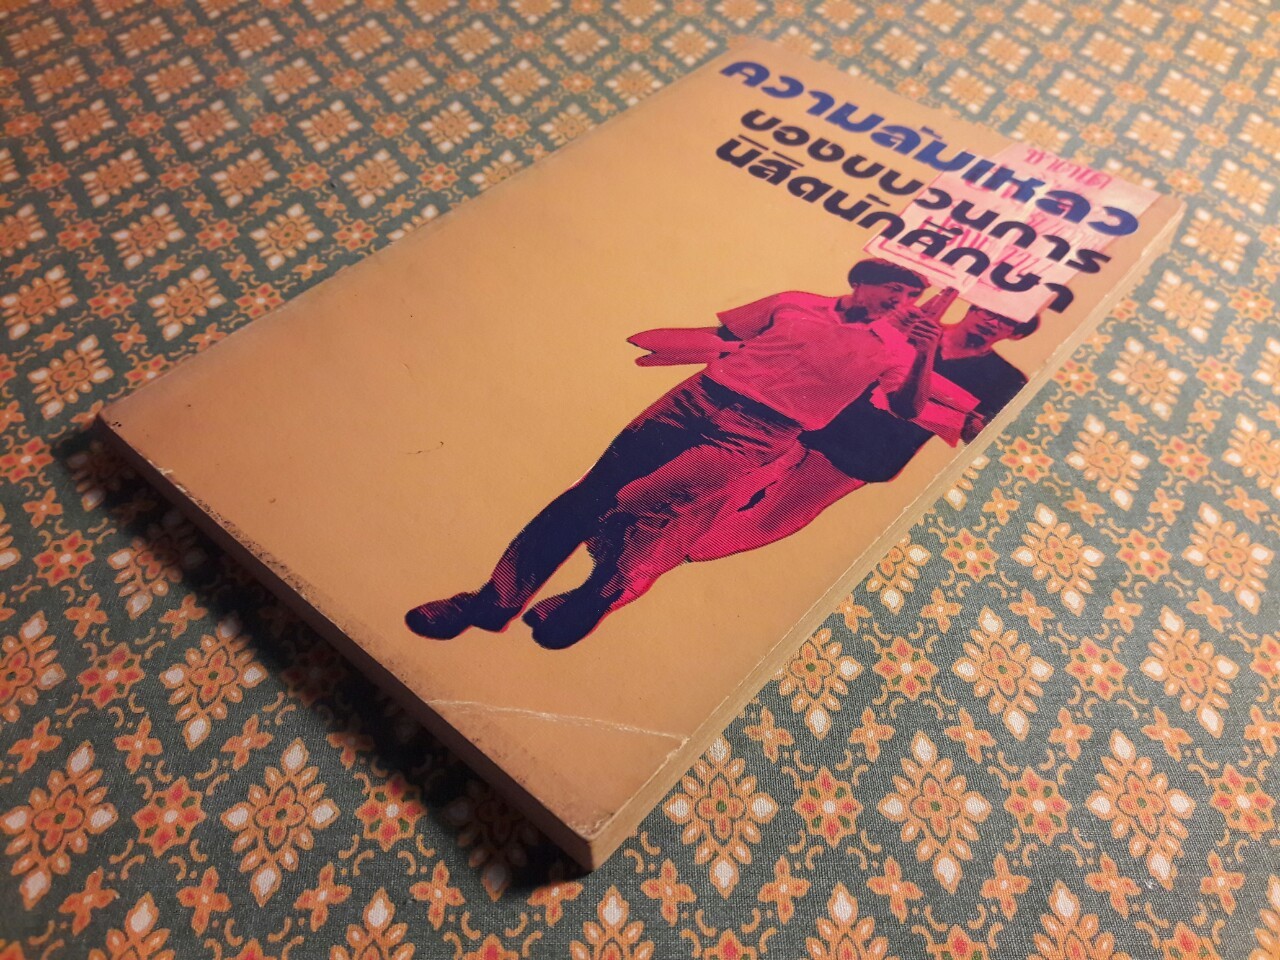 ความล้มเหลว
ของขบวนการ
นิสิตนักศึกษา